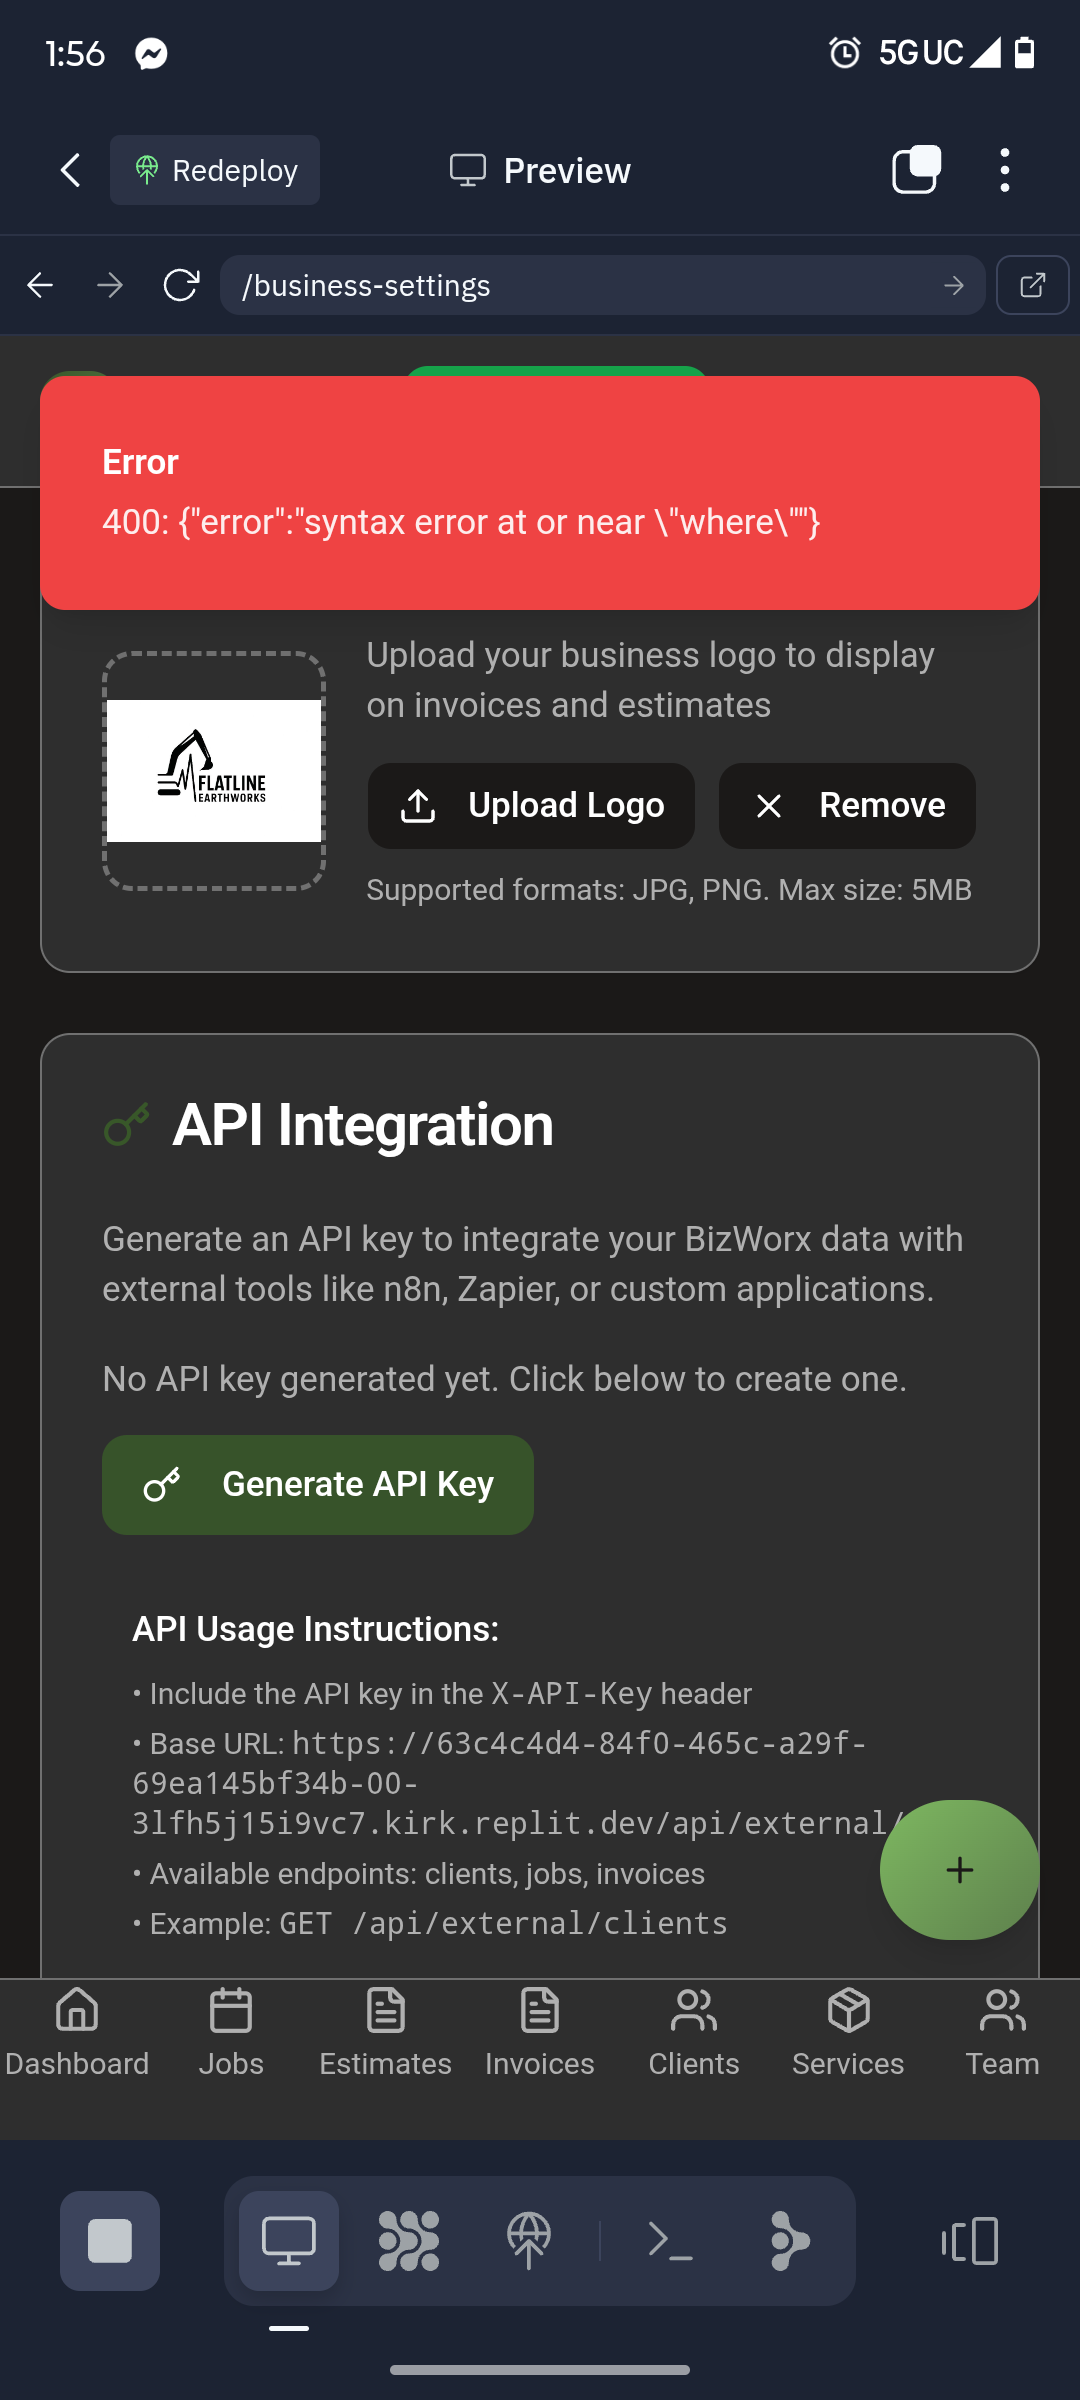 1:56
5G UC
Redeploy
Preview
/business-settings
Error
400: {"error":"syntax error at or near \"where\""}
Upload your business logo to display
on invoices and estimates
FLATLINE
EARTHWORKS
Upload Logo
Remove
Supported formats: JPG, PNG. Max size: 5MB
API Integration
Generate an API key to integrate your BizWorx data with
external tools like n8n, Zapier, or custom applications.
No API key generated yet. Click below to create one.
Generate API Key
API Usage Instructions:
• Include the API key in the X-API-Key header
• Base URL: https://63c4c4d4-84f0-465c-a29f-
69ea145bf34b-00-
3lfh5j15i9vc7.kirk.replit.dev/api/external/
• Available endpoints: clients, jobs, invoices
• Example: GET /api/external/clients
Dashboard
Jobs
Estimates
Invoices
Clients
Services
Team